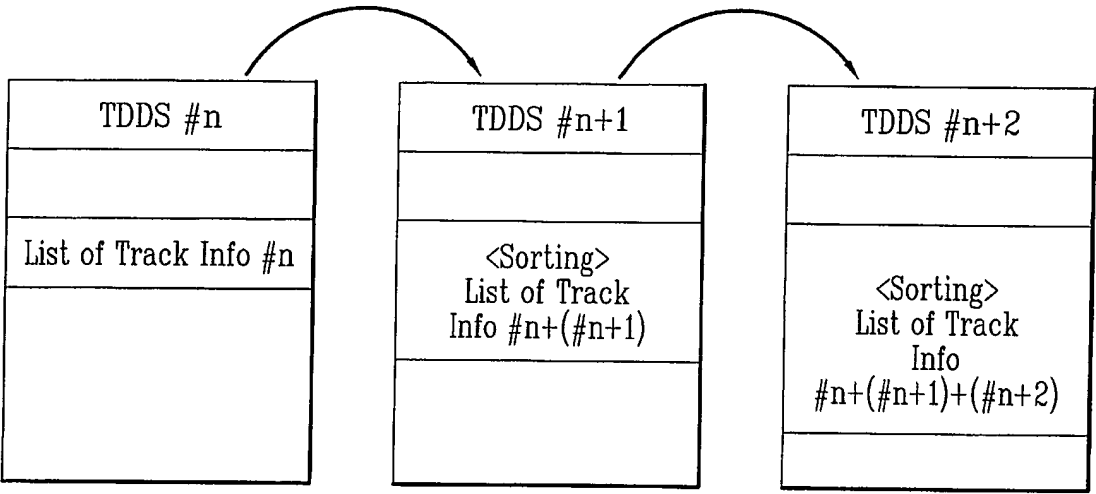 TDDS #n
List of Track Info #n
TDDS #n+1
<Sorting>
List of Track
Info #n+(#n+1)
TDDS #n+2
<Sorting>
List of Track
Info
#n+(#n+1)+(#n+2)